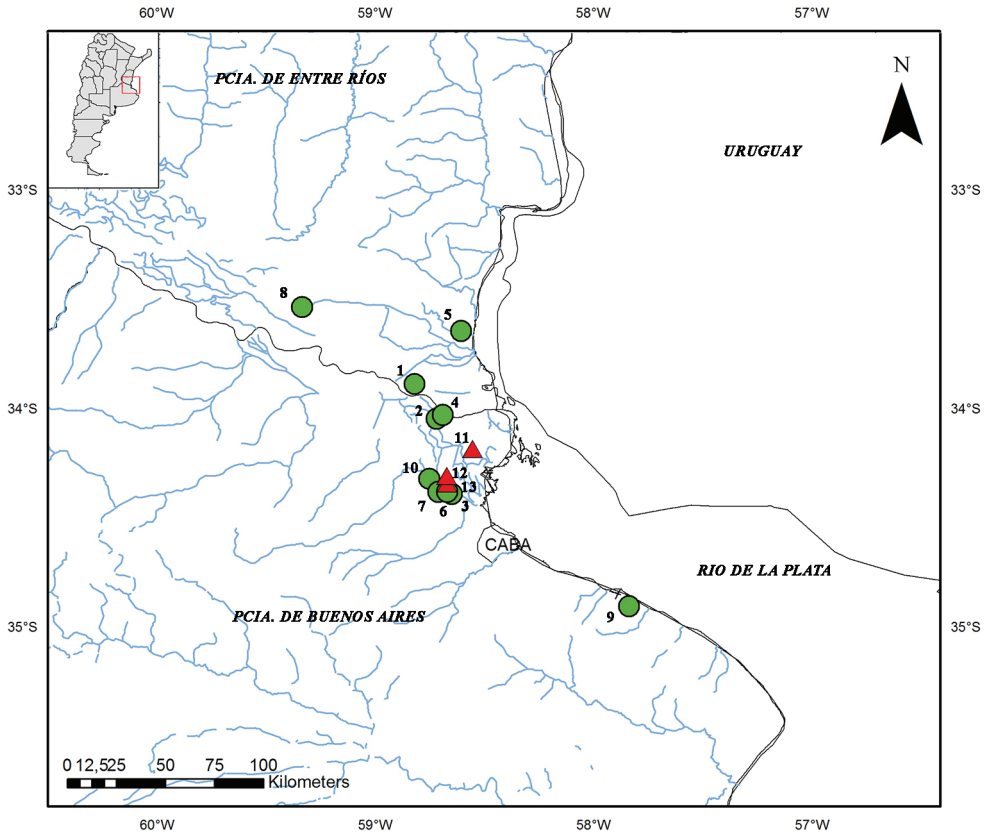 60°W 59°W 58°W 57°W
N
PCIA. DE ENTRE RÍOS
URUGUAY
33°S 33°S
8
5
1
4
2
34°S 34°S
11
10 12
13
7 6 3
CABA
RIO DE LA PLATA
PCIA. DE BUENOS AIRES
9
35°S 35°S
0 12,525 50 75 100
Kilometers
60°W 59°W 58°W 57°W